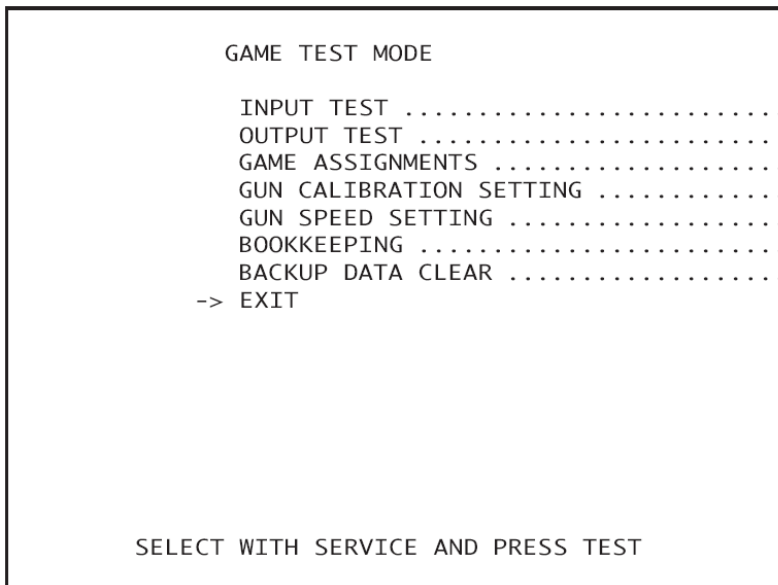 GAME TEST MODE
INPUT TEST .........................
OUTPUT TEST ........................
GAME ASSIGNMENTS ...................
GUN CALIBRATION SETTING ............
GUN SPEED SETTING ..................
BOOKKEEPING ........................
BACKUP DATA CLEAR ..................
-> EXIT
SELECT WITH SERVICE AND PRESS TEST